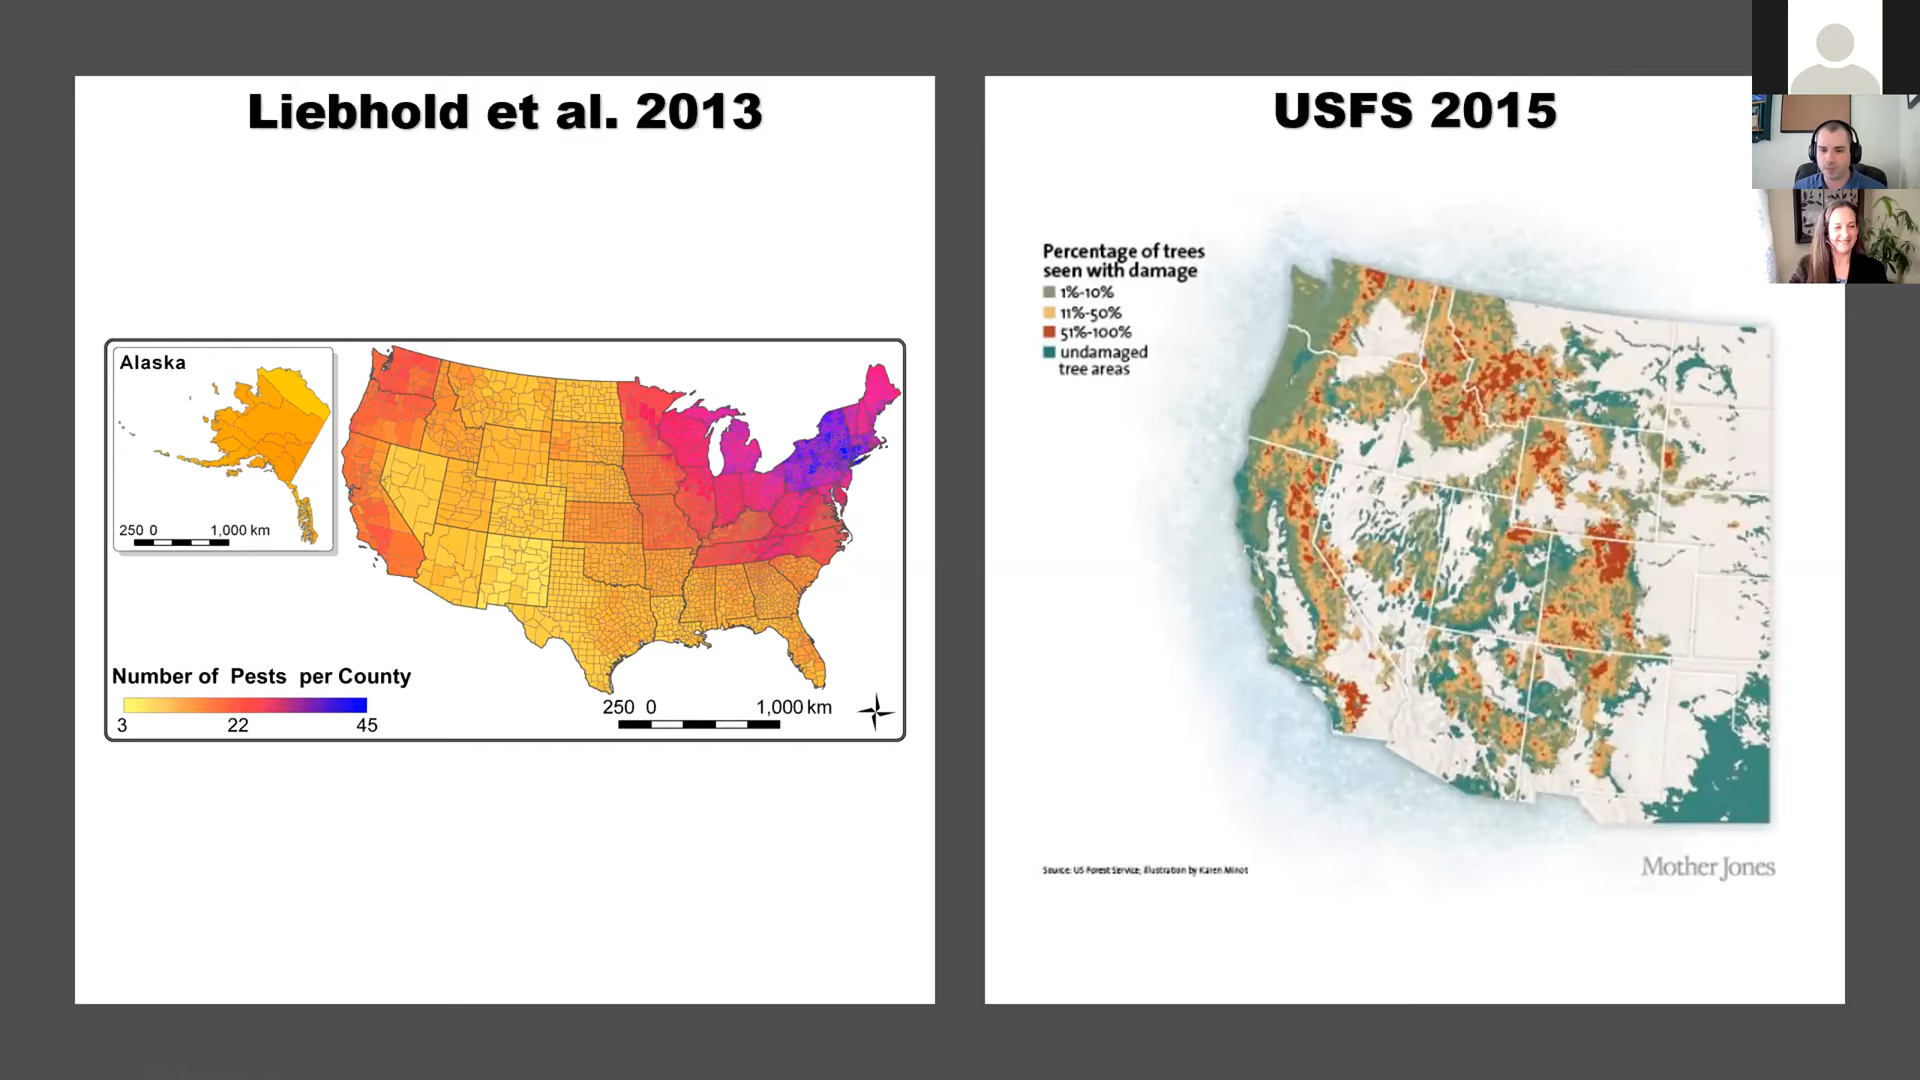 Liebhold et al. 2013
Alaska
250 0 1,000 km
Number of Pests per County
3 22 45
250 0 1,000 km
USFS 2015
Percentage of trees
seen with damage
1%-10%
11%-50%
51%-100%
undamaged
tree areas
Source: US Forest Service; illustration by Karen Minot
Mother Jones